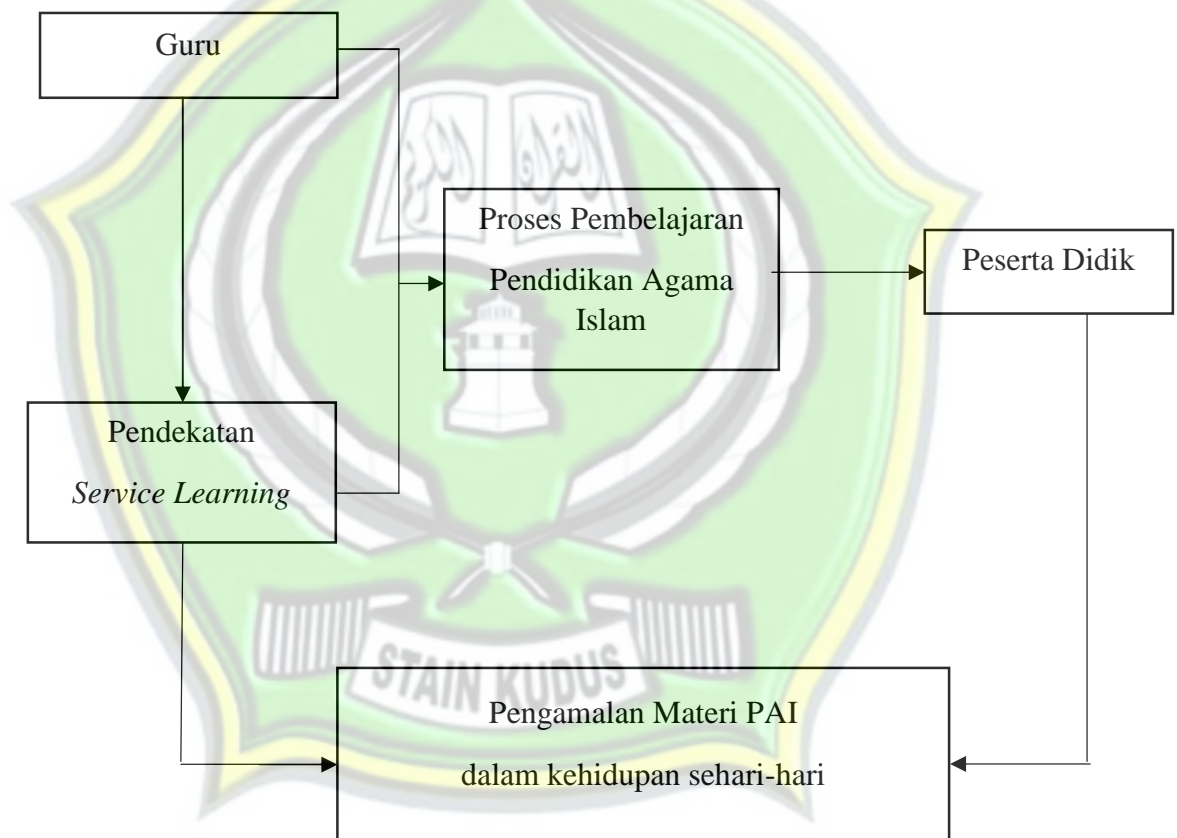 Guru
Proses Pembelajaran
Pendidikan Agama
Islam
Peserta Didik
Pendekatan
Service Learning
STAIN KUDUS
Pengamalan Materi PAI
dalam kehidupan sehari-hari